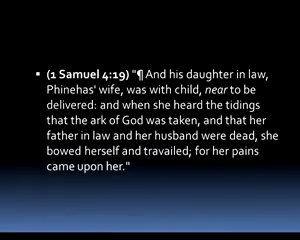 ▪ (1 Samuel 4:19) "¶ And his daughter in law,
Phinehas' wife, was with child, near to be
delivered: and when she heard the tidings
that the ark of God was taken, and that her
father in law and her husband were dead, she
bowed herself and travailed; for her pains
came upon her."